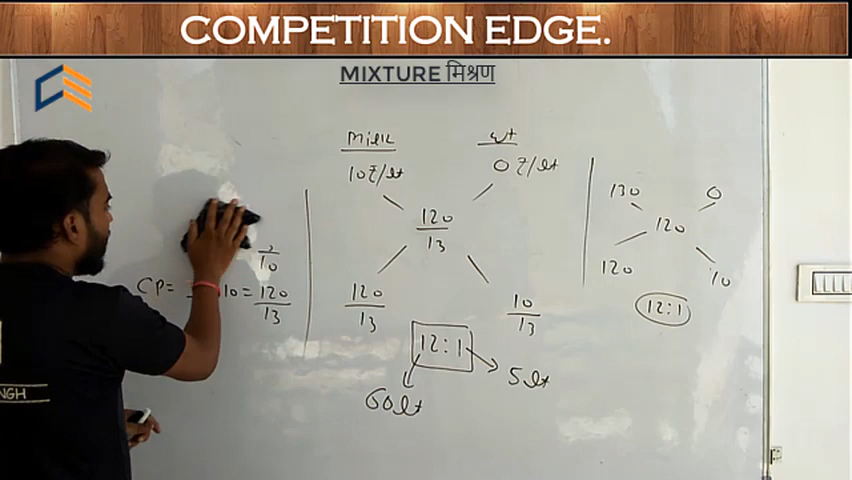 COMPETITION EDGE.
MIXTURE मिश्रण
Milk
wt
10₹/lt
0₹/lt
120/13
120/13
10/13
12:1
60lt
5lt
130
0
120
120
10
12:1
CP=
10 = 120/13
NGH